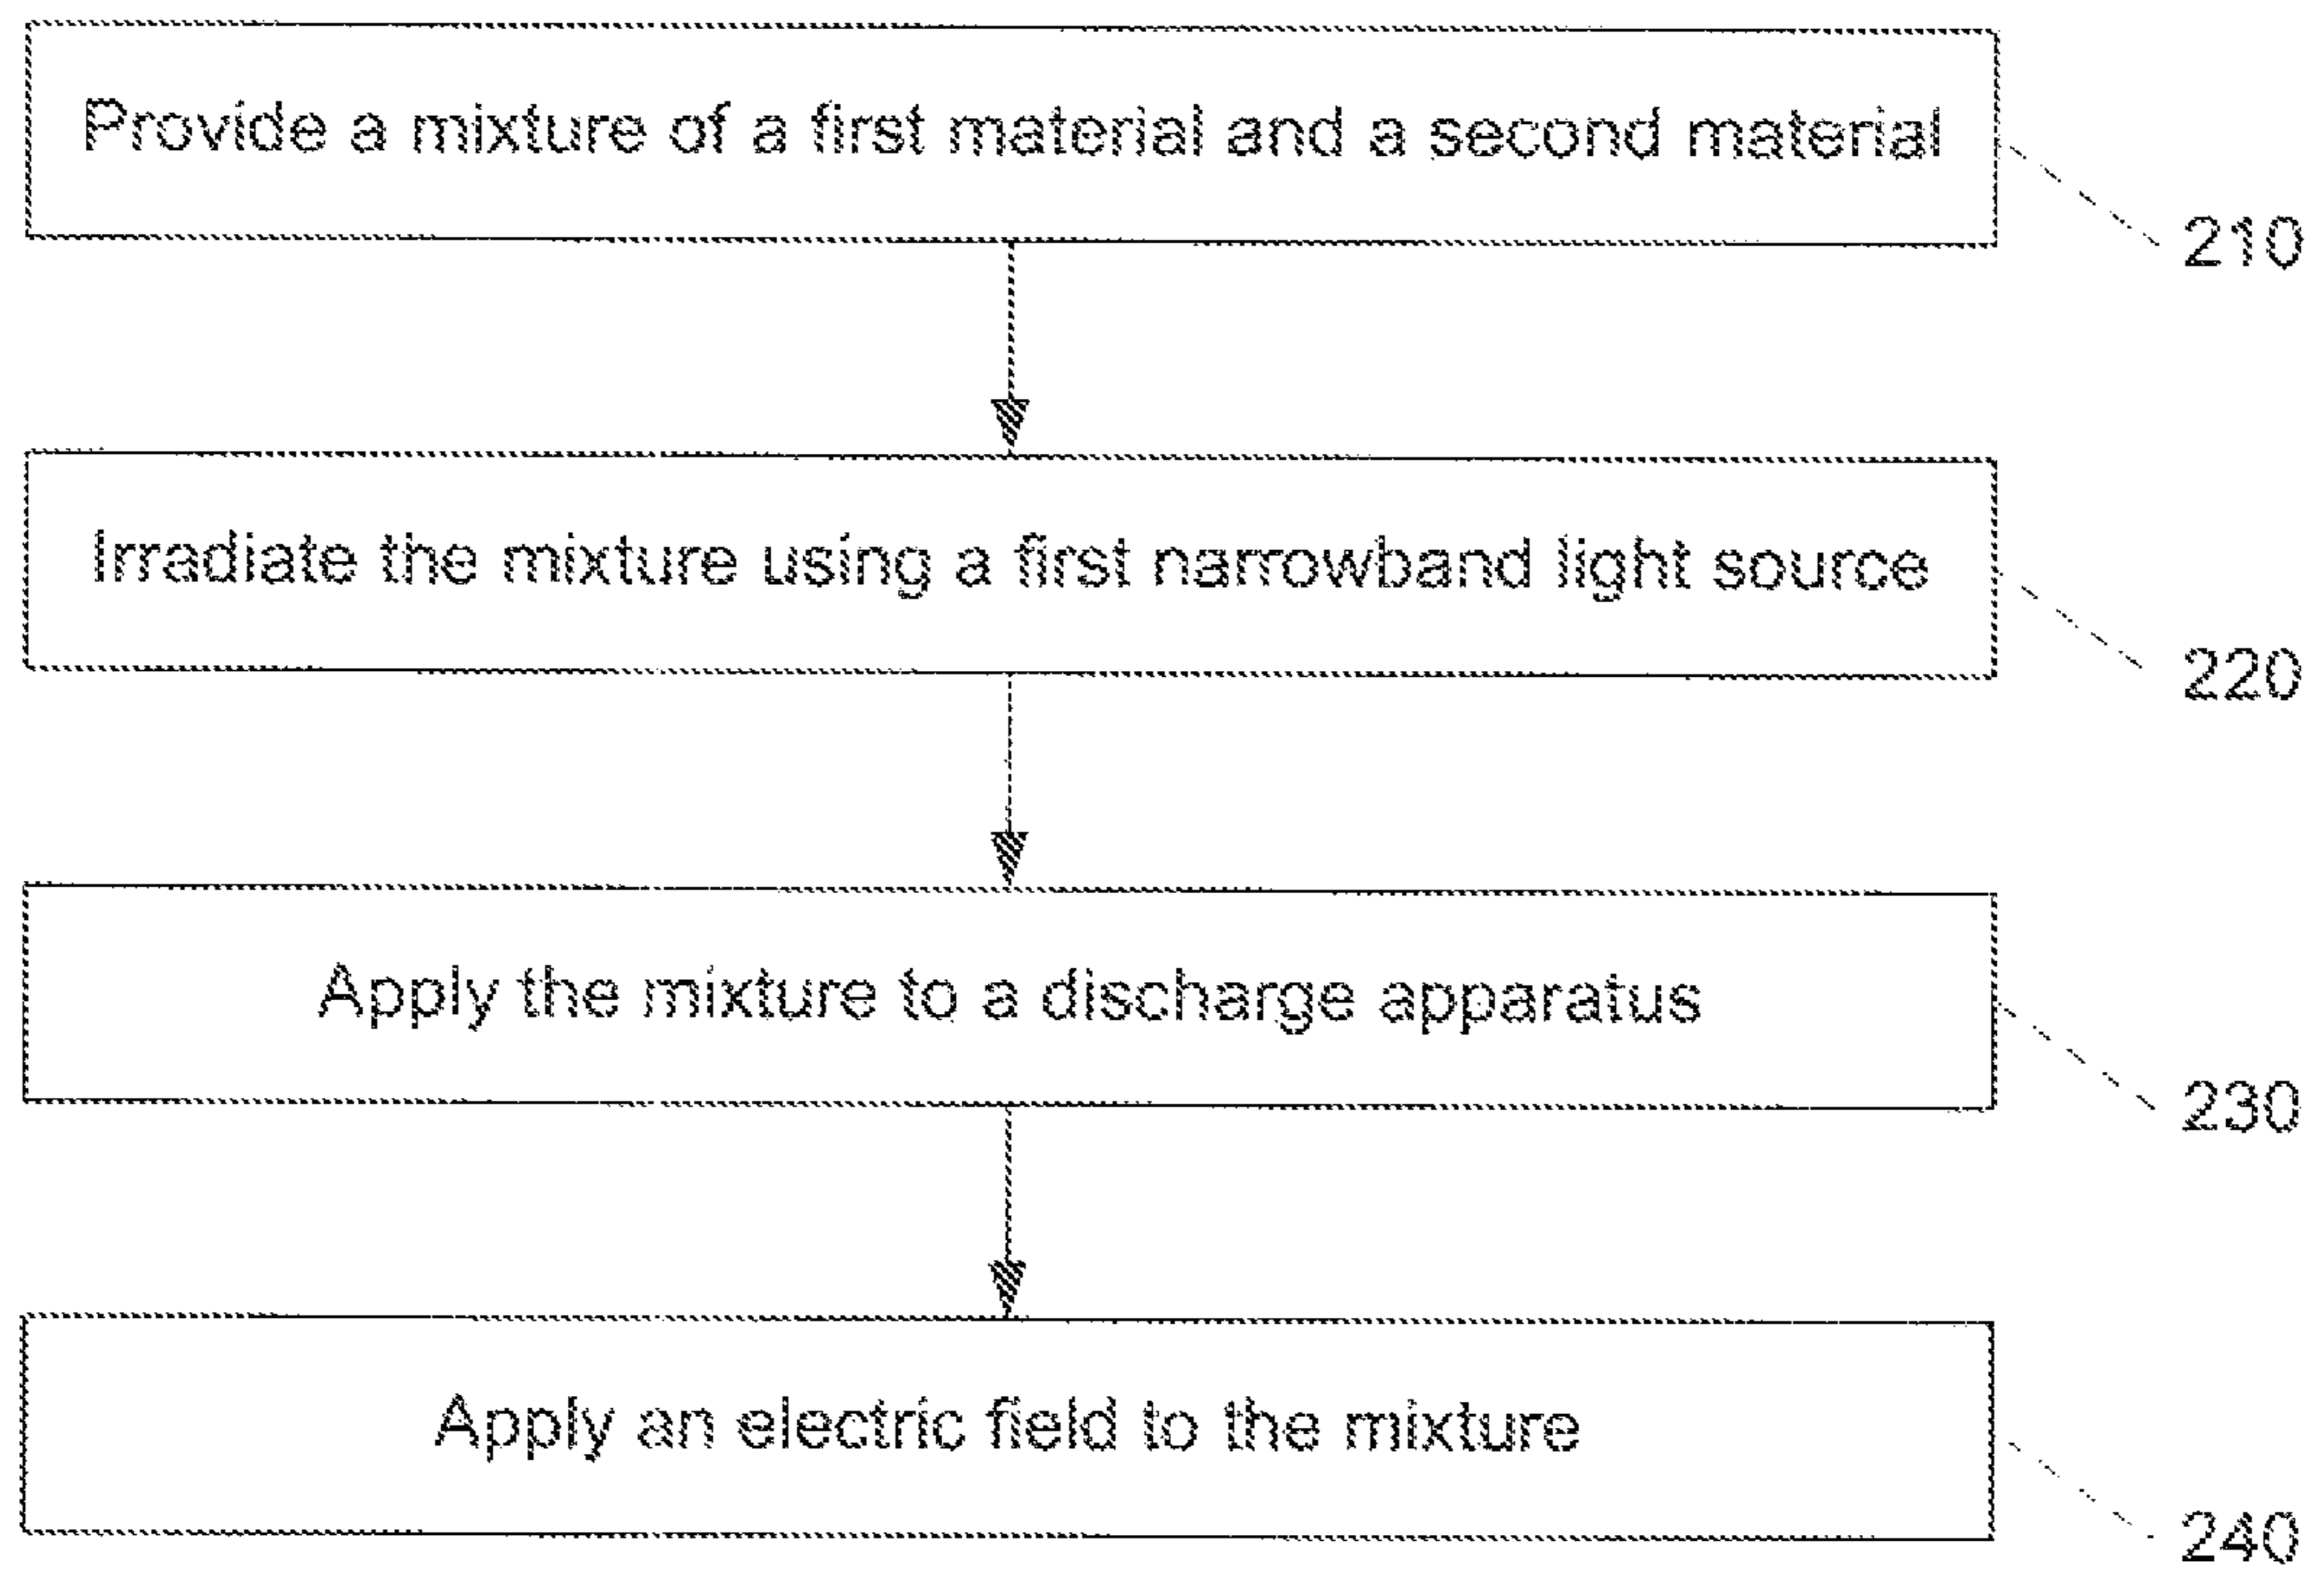 Provide a mixture of a first material and a second material
210
Irradiate the mixture using a first narrowband light source
220
Apply the mixture to a discharge apparatus
230
Apply an electric field to the mixture
240